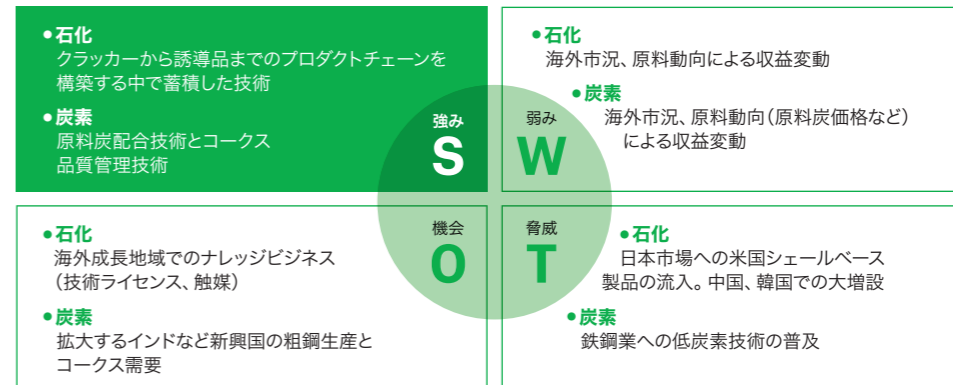 ●石化
クラッカーから誘導品までのプロダクトチェーンを
構築する中で蓄積した技術
●炭素
原料炭配合技術とコークス
品質管理技術
強み
S
●石化
海外市況、原料動向による収益変動
●炭素
海外市況、原料動向（原料炭価格など）
による収益変動
弱み
W
●石化
海外成長地域でのナレッジビジネス
（技術ライセンス、触媒）
●炭素
拡大するインドなど新興国の粗鋼生産と
コークス需要
機会
O
●石化
日本市場への米国シェールベース
製品の流入。中国、韓国での大増設
●炭素
鉄鋼業への低炭素技術の普及
脅威
T